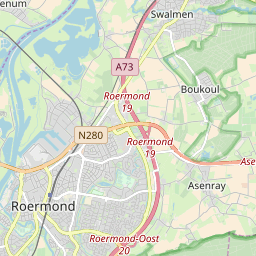 enum
Swalmen
A73
Boukoul
Roermond
19
N280
Roermond
19
Ase
Asenray
Roermond
Roermond-Oost
20